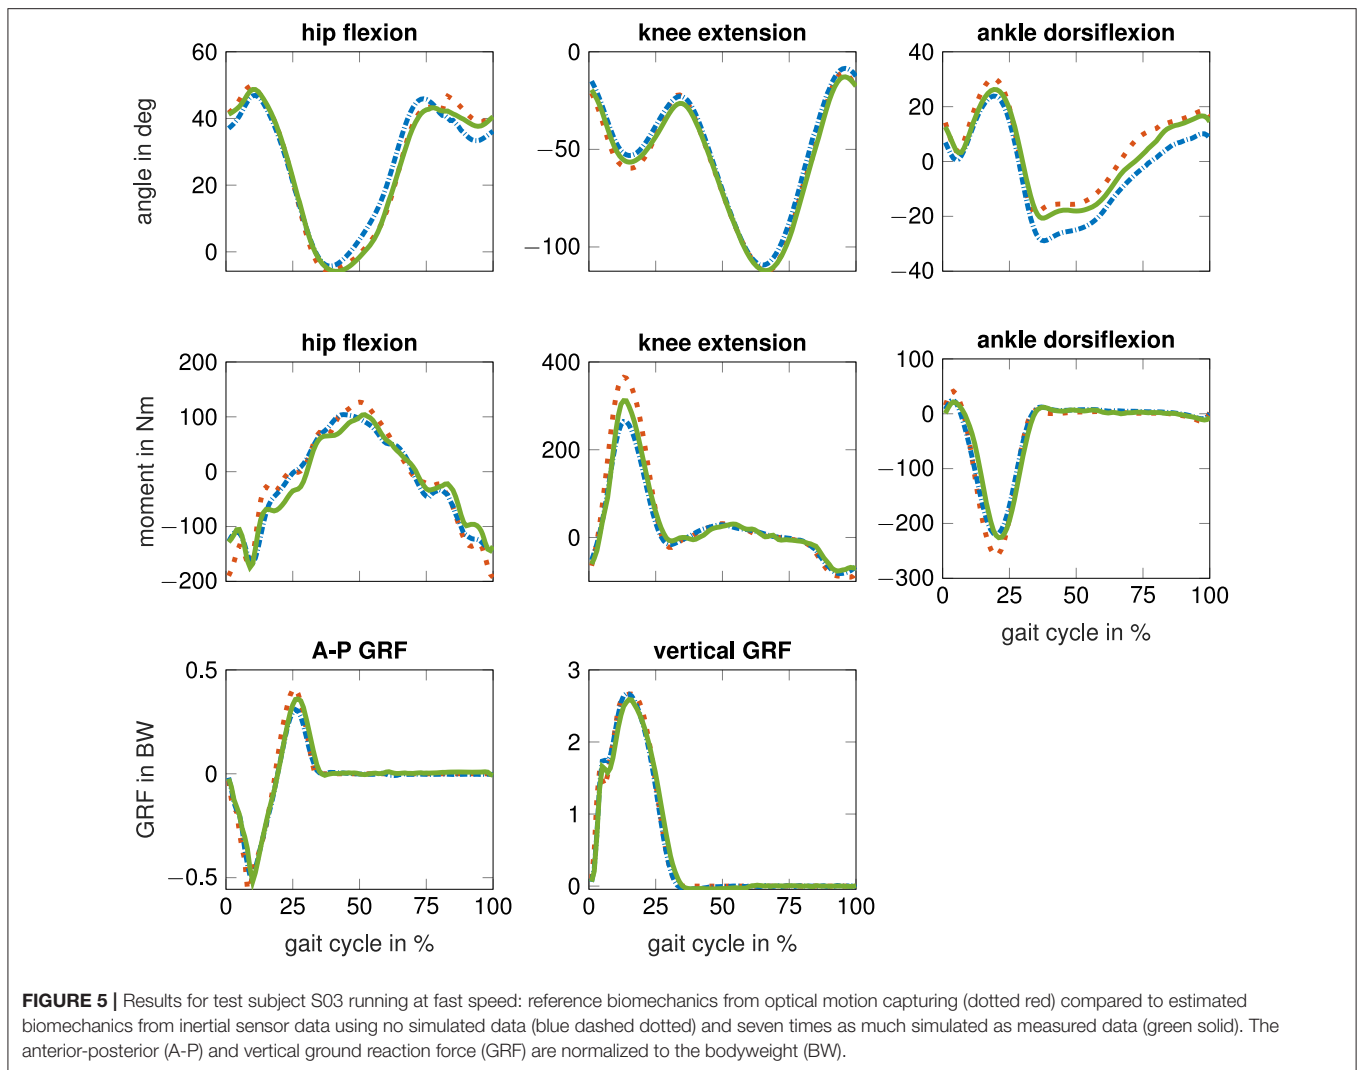 hip flexion
knee extension
ankle dorsiflexion
angle in deg
60
40
20
0
0
−50
−100
40
20
0
−20
−40
hip flexion
knee extension
ankle dorsiflexion
moment in Nm
200
100
0
−100
−200
400
200
0
100
0
−100
−200
−300
0 25 50 75 100
gait cycle in %
A-P GRF
vertical GRF
GRF in BW
0.5
0
−0.5
0 25 50 75 100
gait cycle in %
3
2
1
0
0 25 50 75 100
gait cycle in %
FIGURE 5 | Results for test subject S03 running at fast speed: reference biomechanics from optical motion capturing (dotted red) compared to estimated
biomechanics from inertial sensor data using no simulated data (blue dashed dotted) and seven times as much simulated as measured data (green solid). The
anterior-posterior (A-P) and vertical ground reaction force (GRF) are normalized to the bodyweight (BW).